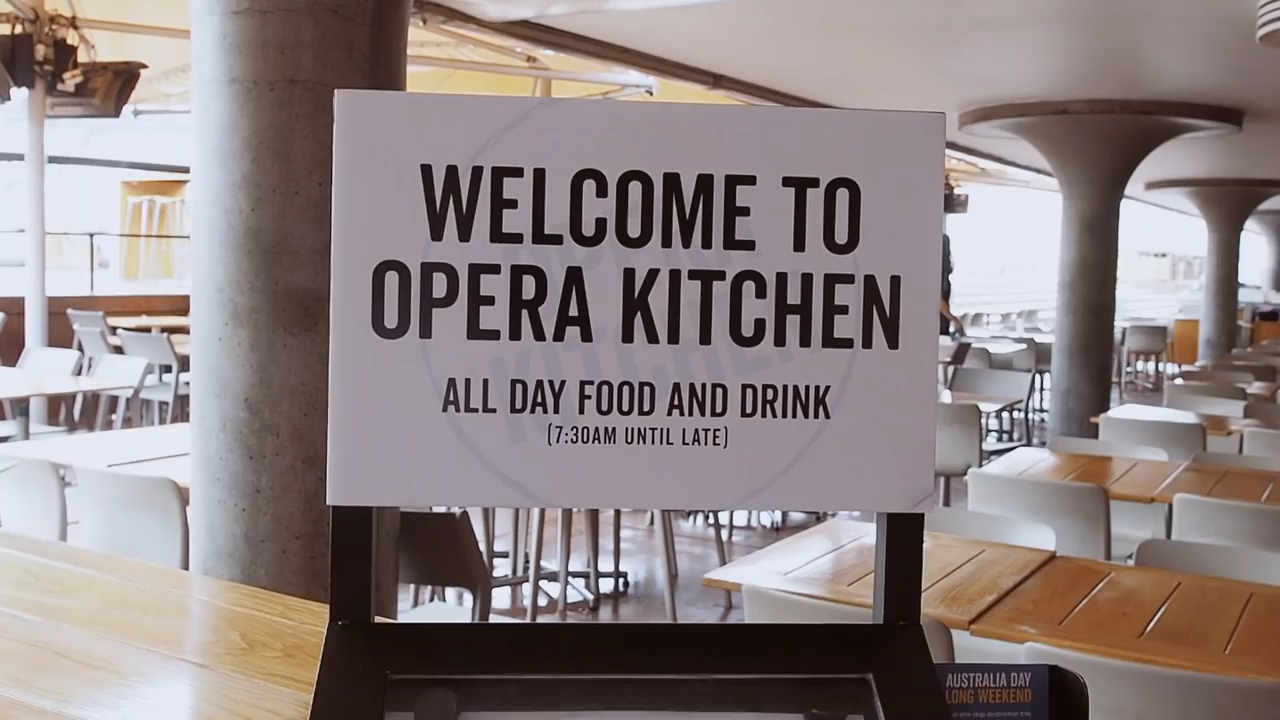 WELCOME TO
OPERA KITCHEN
ALL DAY FOOD AND DRINK
(7:30AM UNTIL LATE)
AUSTRALIA DAY
LONG WEEKEND